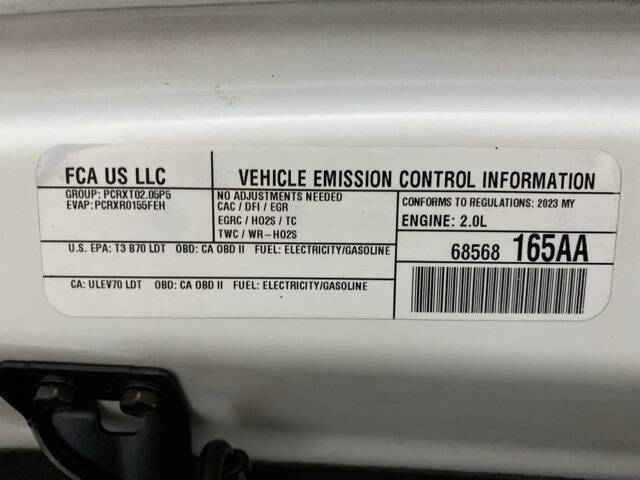 FCA US LLC
VEHICLE EMISSION CONTROL INFORMATION
GROUP: PCRXT02.05P5
EVAP:PCRXR0155FEH
NO ADJUSTMENTS NEEDED
CAC / DFI / EGR
EGRC / HO2S / TC
TWC / WR-HO2S
CONFORMS TO REGULATIONS: 2023 MY
ENGINE: 2.0L
U.S. EPA: T3 B70 LDT OBD: CA OBD II FUEL: ELECTRICITY/GASOLINE
CA: ULEV70 LDT OBD: CA OBD II FUEL: ELECTRICITY/GASOLINE
68568 165AA